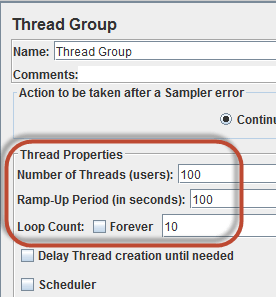 Thread Group
Name: Thread Group
Comments:
Action to be taken after a Sampler error
Thread Properties
Number of Threads (users): 100
Ramp-Up Period (in seconds): 100
Loop Count: Forever 10
Delay Thread creation until needed
Scheduler